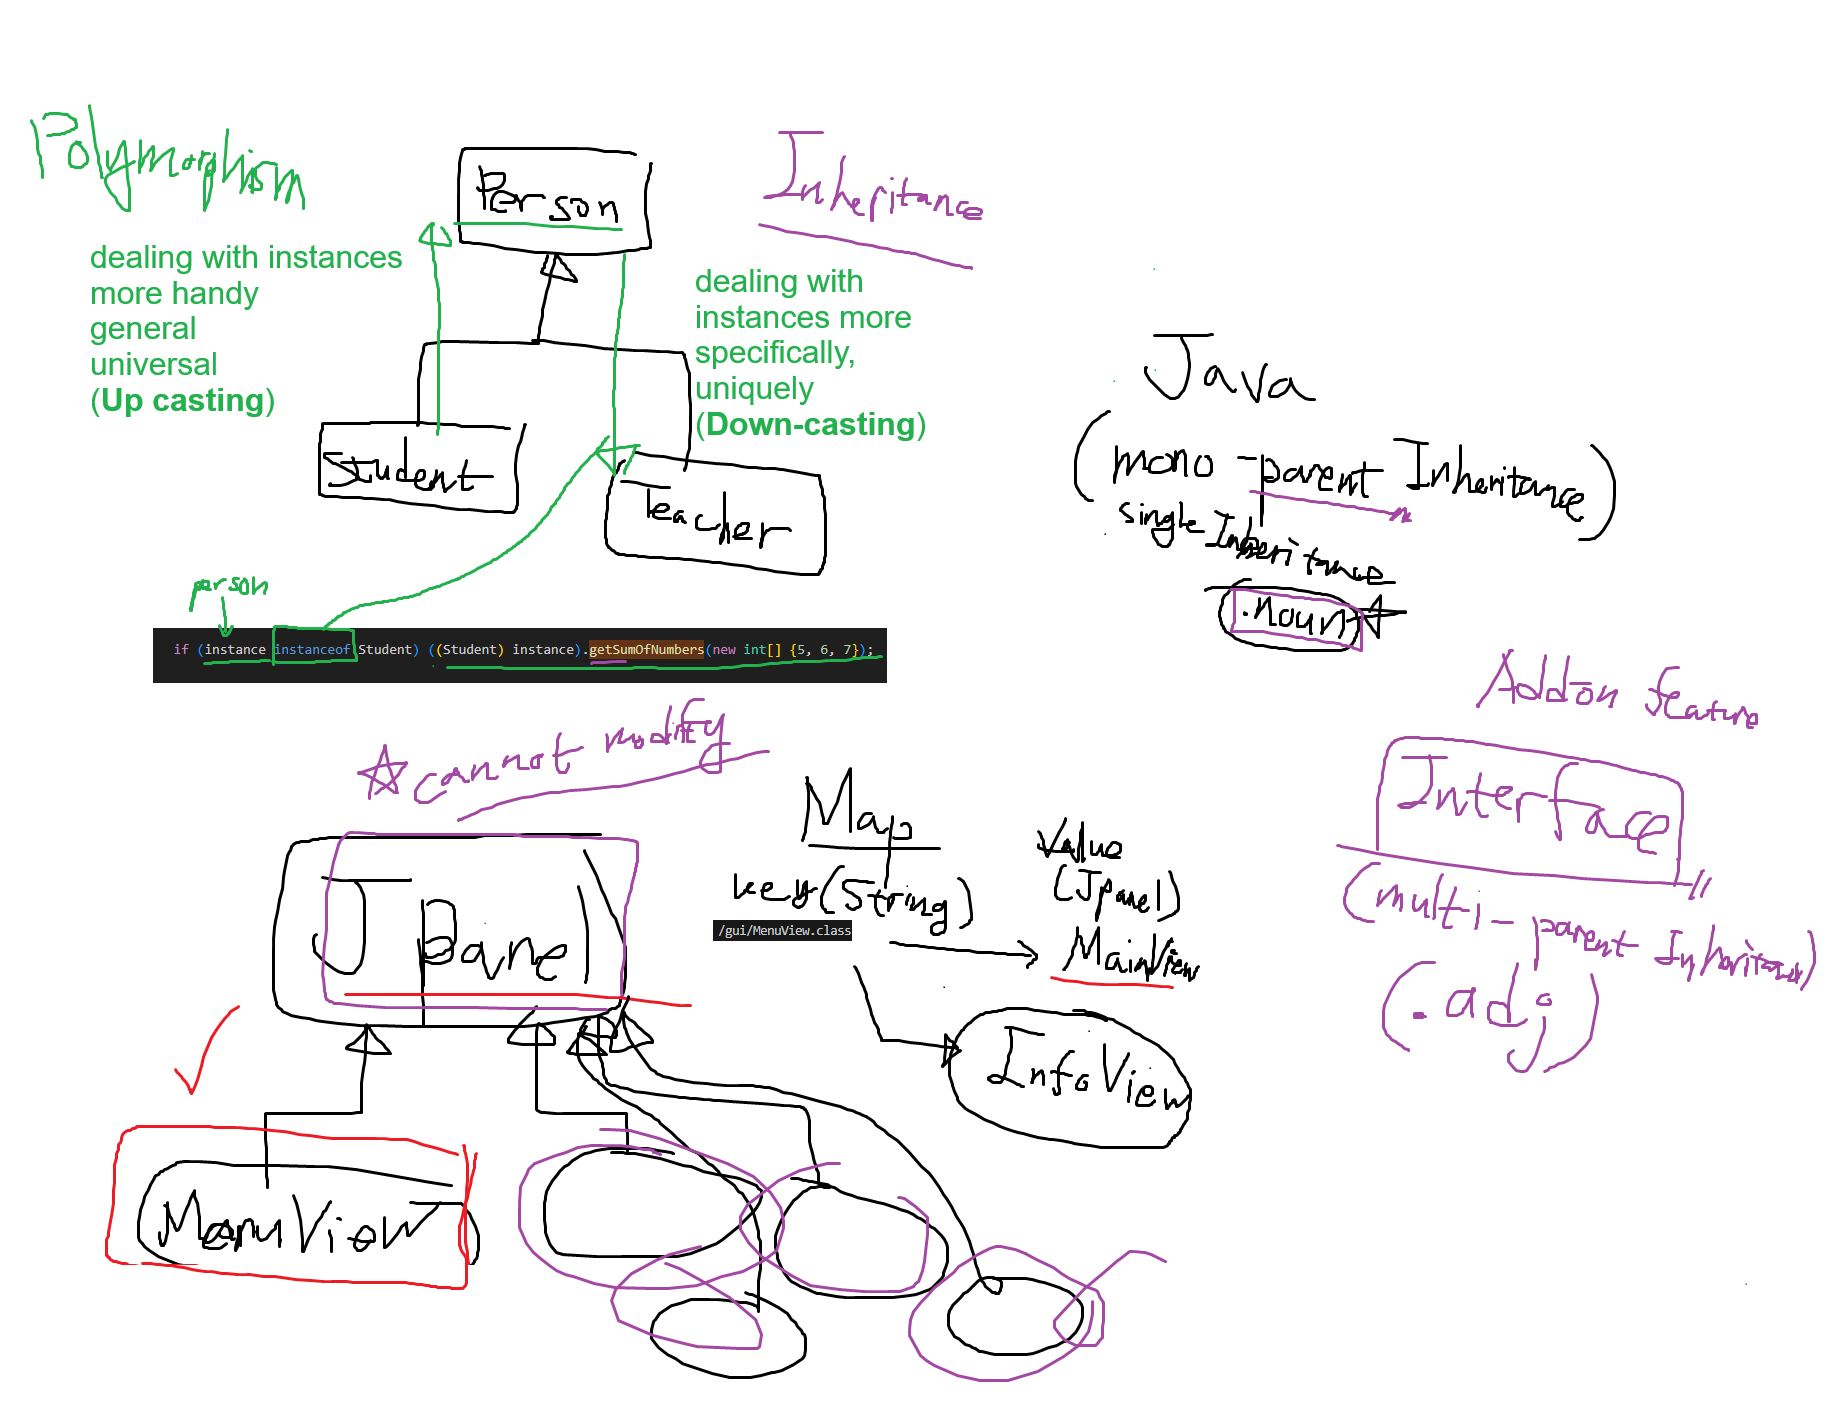 Polymorphism
Person
Inheritance
dealing with instances
more handy
general
universal
(Up casting)
dealing with
instances more
specifically,
uniquely
(Down-casting)
Student
Teacher
Java
(mono-parent Inheritance)
single Inheritance
.noun
person
if (instance instanceof Student) ((Student) instance).getSumOfNumbers(new int[] {5, 6, 7});
☆cannot modify
Add-on feature
Interface
(multi-parent Inheritance)
(.adj)
Map
key(String)
/gui/MenuView.class
Value
(Jpanel)
MainView
InfoView
JPanel
MenuView